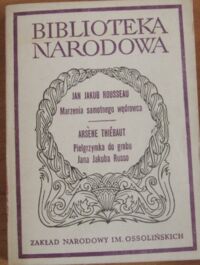 BIBLIOTEKA
NARODOWA
JAN JAKUB ROUSSEAU
Marzenia samotnego wędrowca
ARSÈNE THIÉBAUT
Pielgrzymka do grobu
Jana Jakuba Russo
ZAKŁAD NARODOWY IM. OSSOLIŃSKICH